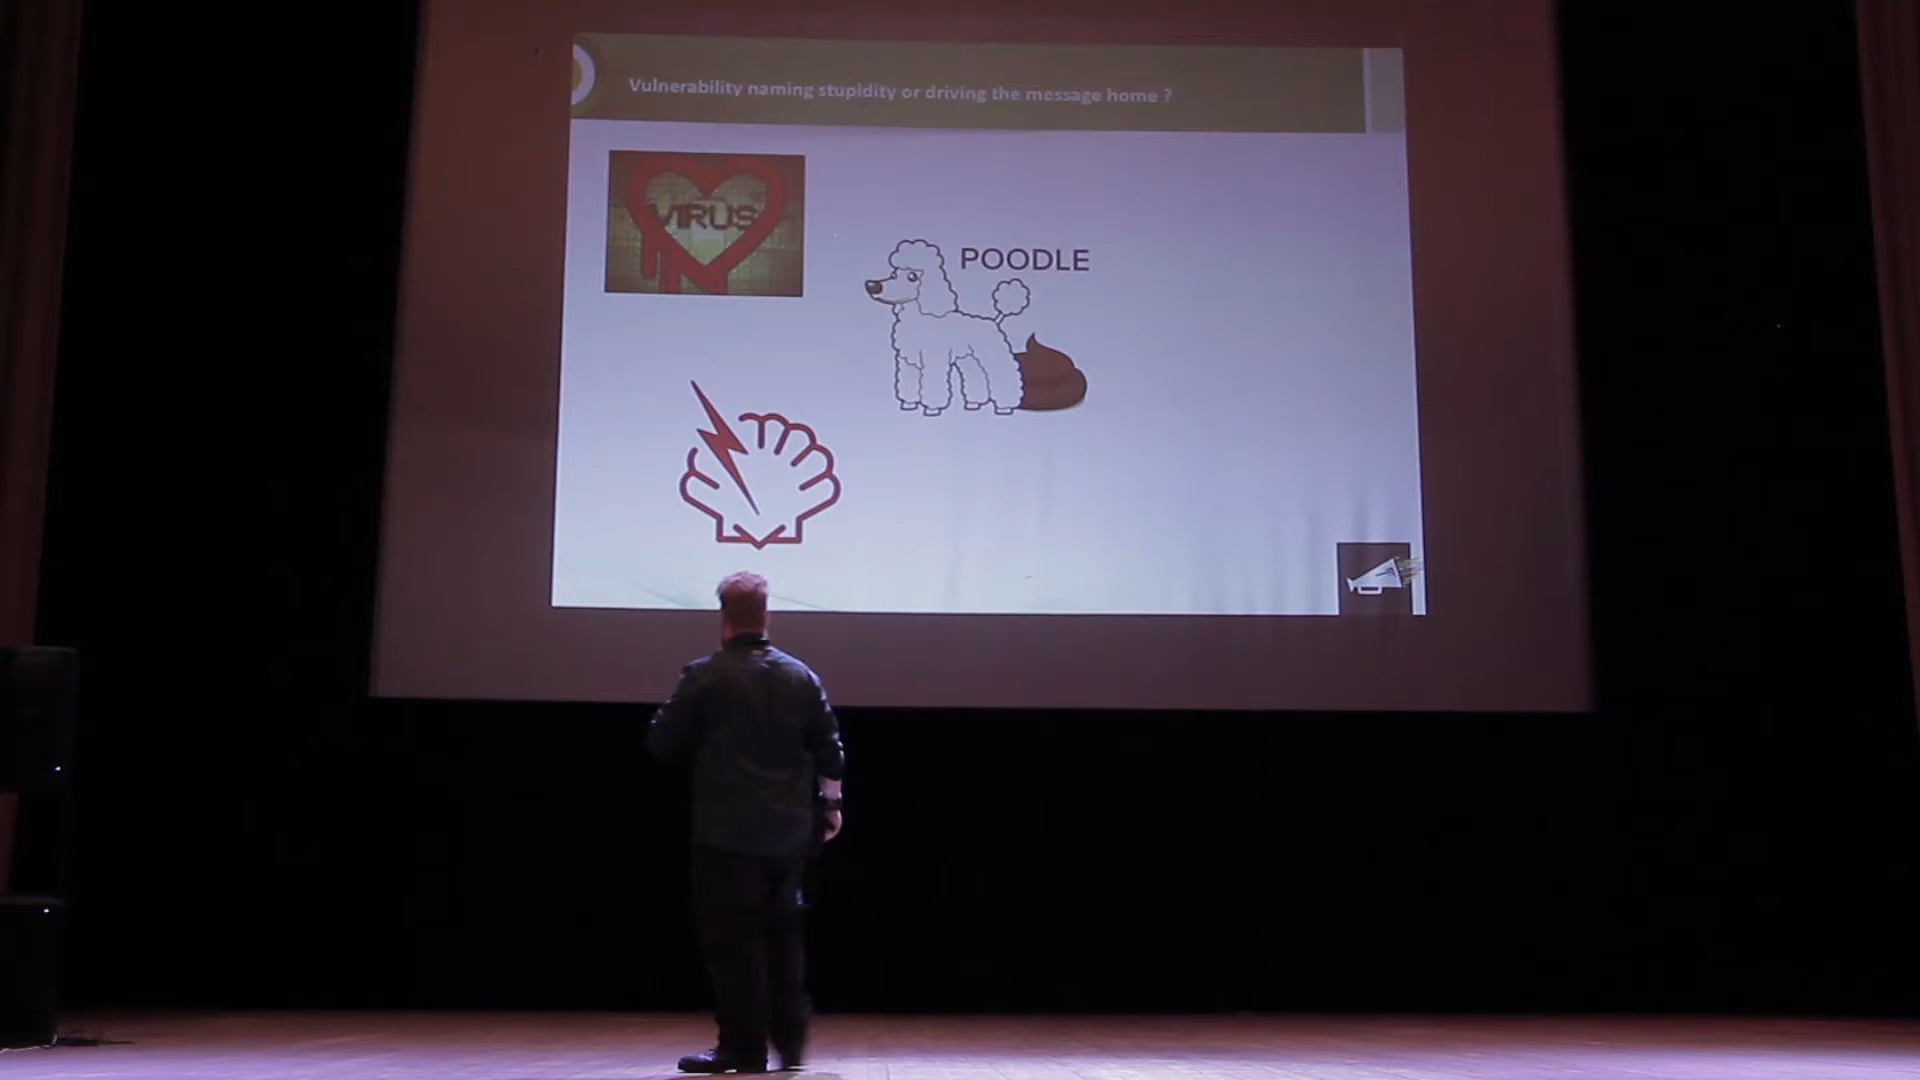 Vulnerability naming stupidity or driving the message home ?
VIRUS
POODLE